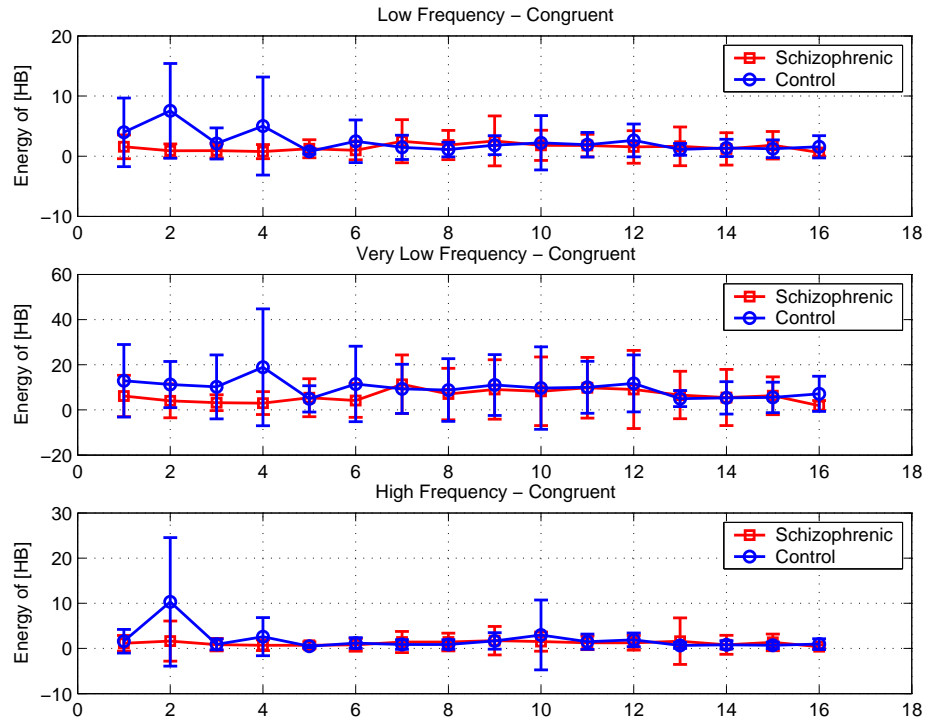 Low Frequency – Congruent
20
10
0
−10
Energy of [HB]
Schizophrenic
Control
0 2 4 6 8 10 12 14 16 18
Very Low Frequency – Congruent
60
40
20
0
−20
Energy of [HB]
Schizophrenic
Control
0 2 4 6 8 10 12 14 16 18
High Frequency – Congruent
30
20
10
0
−10
Energy of [HB]
Schizophrenic
Control
0 2 4 6 8 10 12 14 16 18